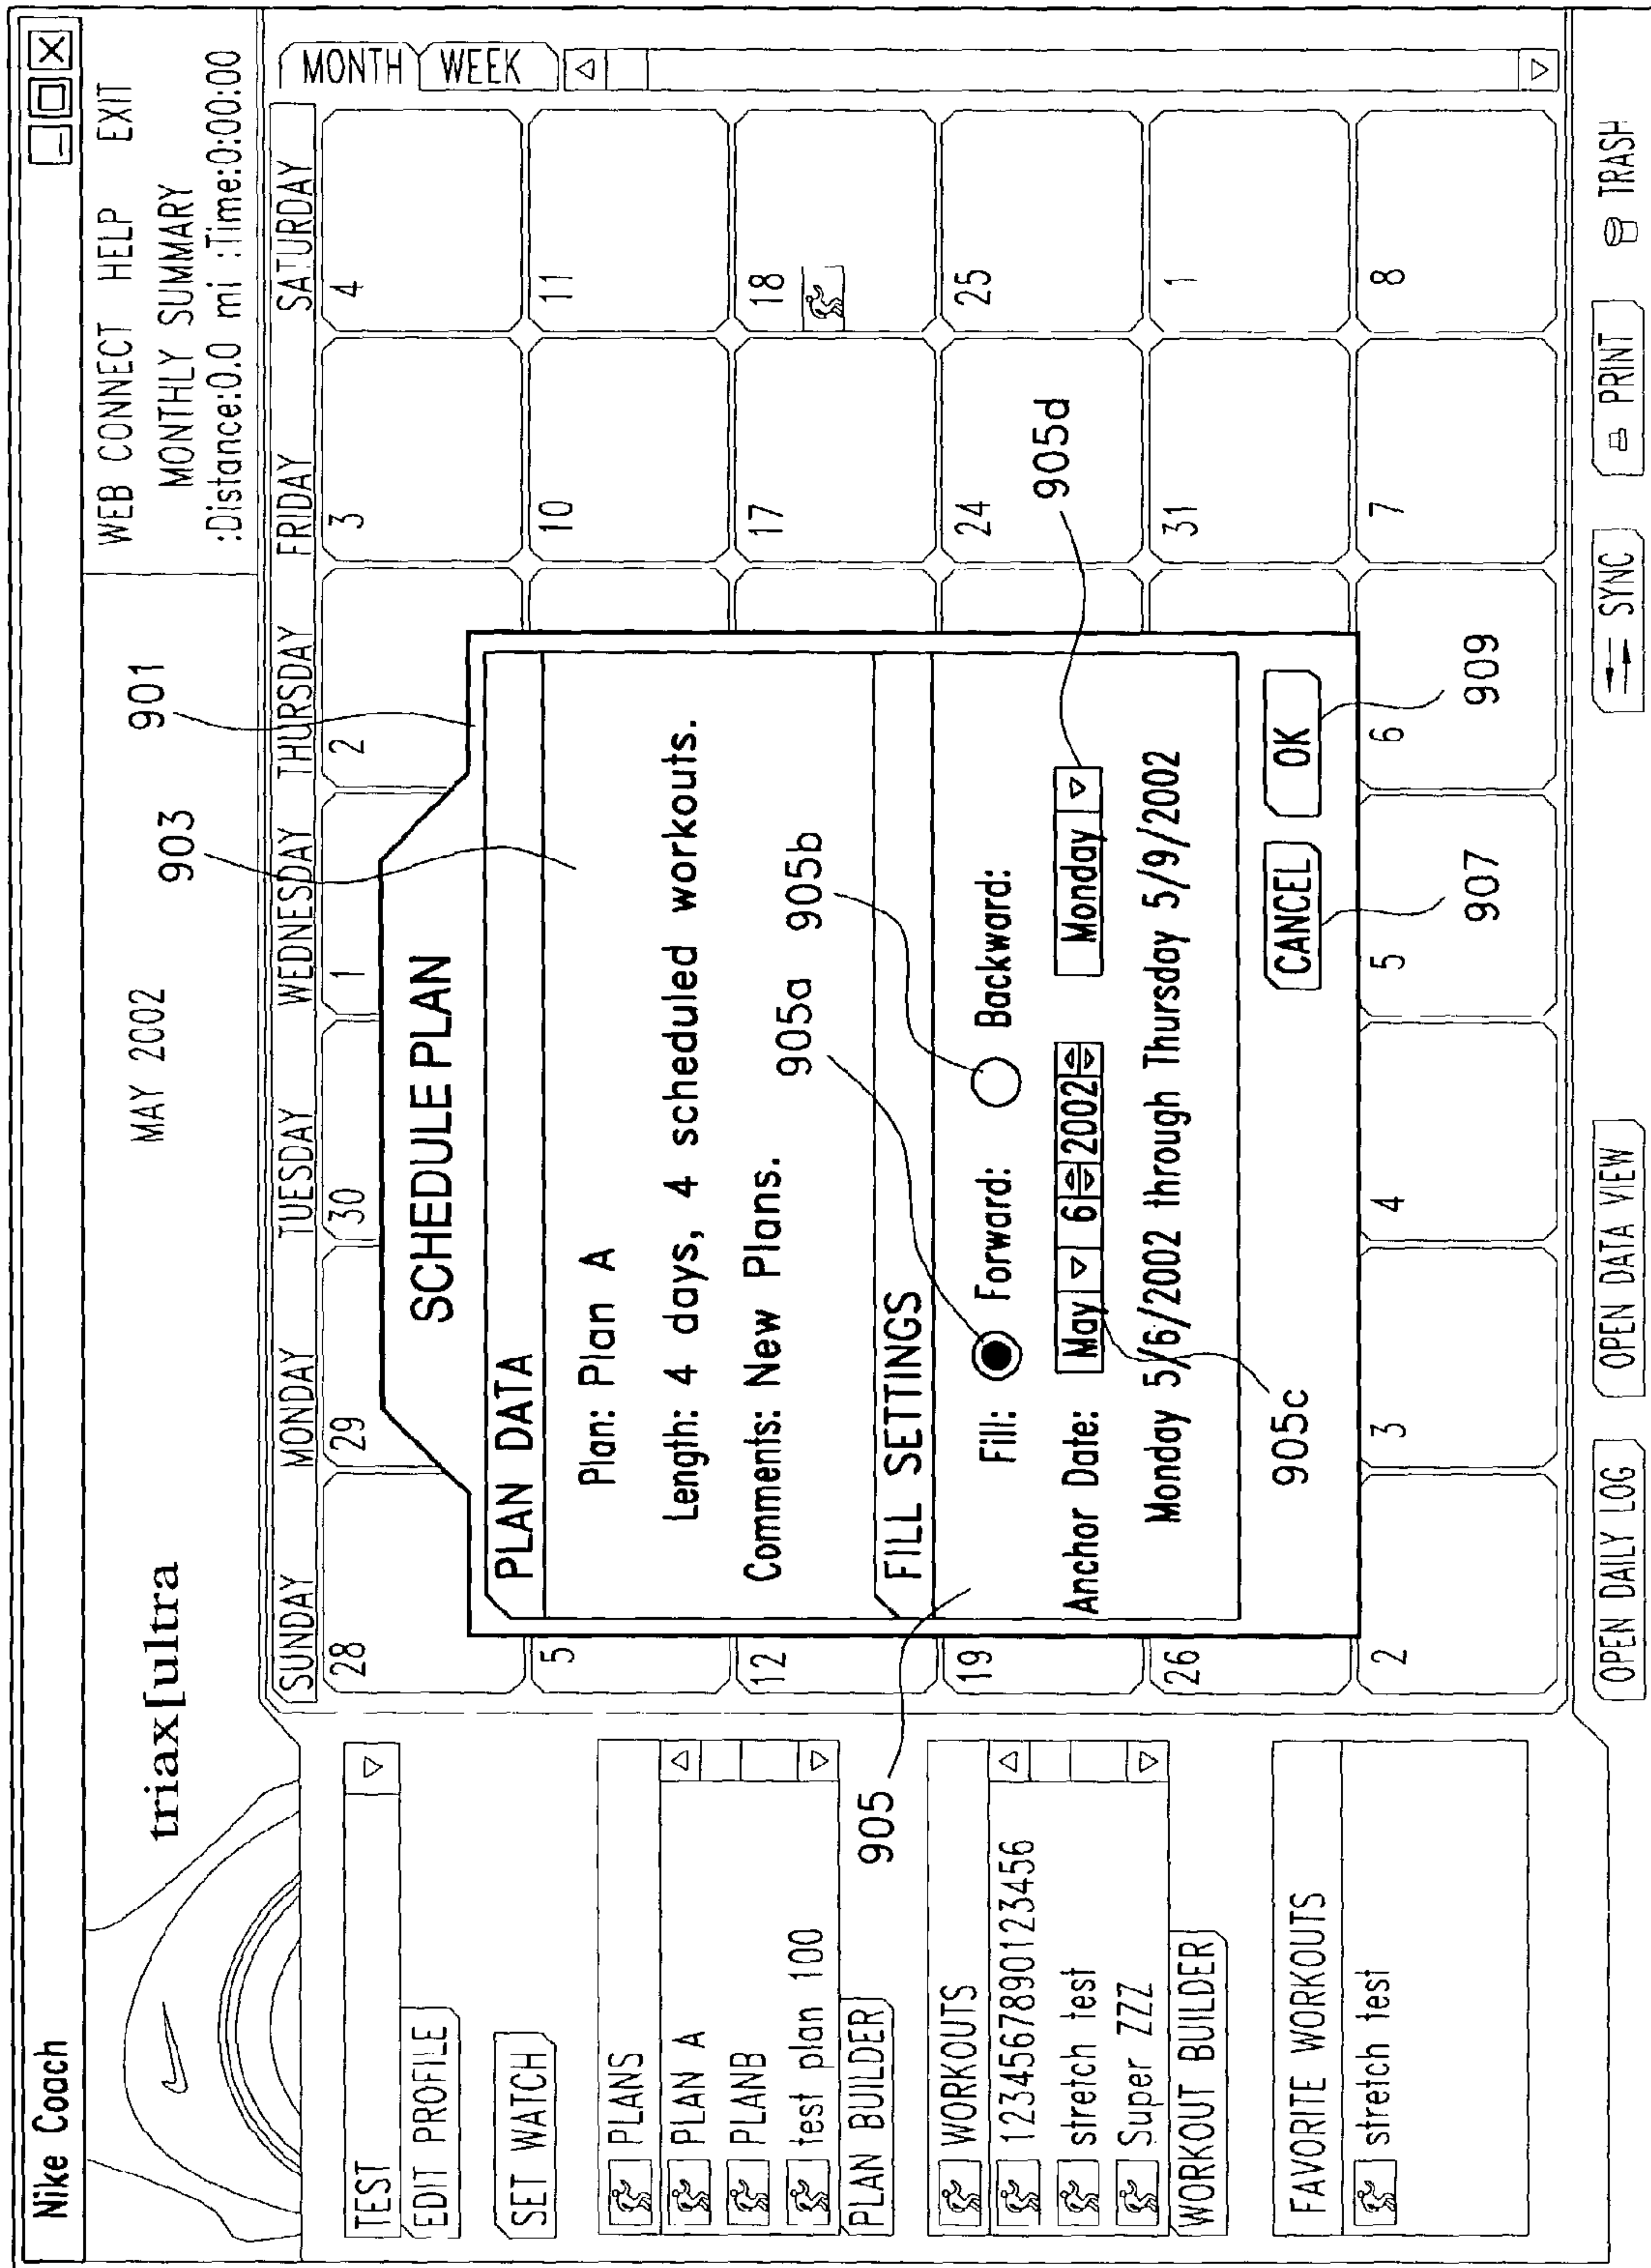 Nike Coach
triax[ultra
MAY 2002
WEB CONNECT HELP EXIT
MONTHLY SUMMARY
:Distance:0.0 mi :Time:0:00:00
TEST
EDIT PROFILE
SET WATCH
PLANS
PLAN A
PLANB
test plan 100
PLAN BUILDER
WORKOUTS
1234567890123456
stretch test
Super ZZZ
WORKOUT BUILDER
FAVORITE WORKOUTS
stretch test
SUNDAY MONDAY TUESDAY WEDNESDAY THURSDAY FRIDAY SATURDAY
MONTH
WEEK
28 29 30 1 2 3 4
5 10 11
12 17 18
19 24 25
26 31 1
2 3 4 5 6 7 8
SCHEDULE PLAN
PLAN DATA
Plan: Plan A
Length: 4 days, 4 scheduled workouts.
Comments: New Plans.
FILL SETTINGS
Fill: Forward: Backward:
Anchor Date: May 6 2002 Monday
Monday 5/6/2002 through Thursday 5/9/2002
CANCEL OK
901
903
905
905a
905b
905c
905d
907
909
OPEN DAILY LOG OPEN DATA VIEW SYNC PRINT TRASH